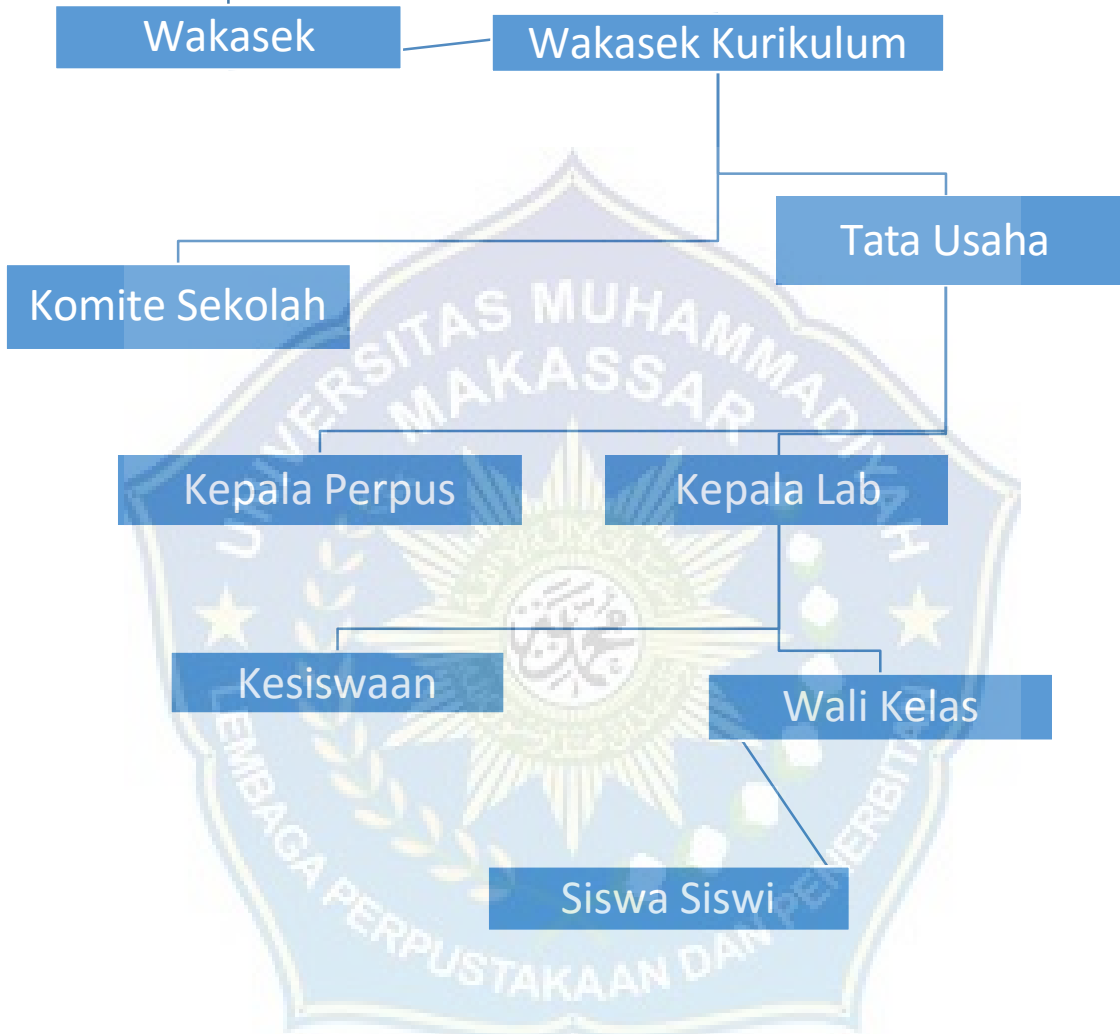 Wakasek
Wakasek Kurikulum
Tata Usaha
Komite Sekolah
UNIVERSITAS MUHAMMADIYAH
MAKASSAR
Kepala Perpus
Kepala Lab
Kesiswaan
Wali Kelas
Siswa Siswi
LEMBAGA PERPUSTAKAAN DAN PENERBITAN